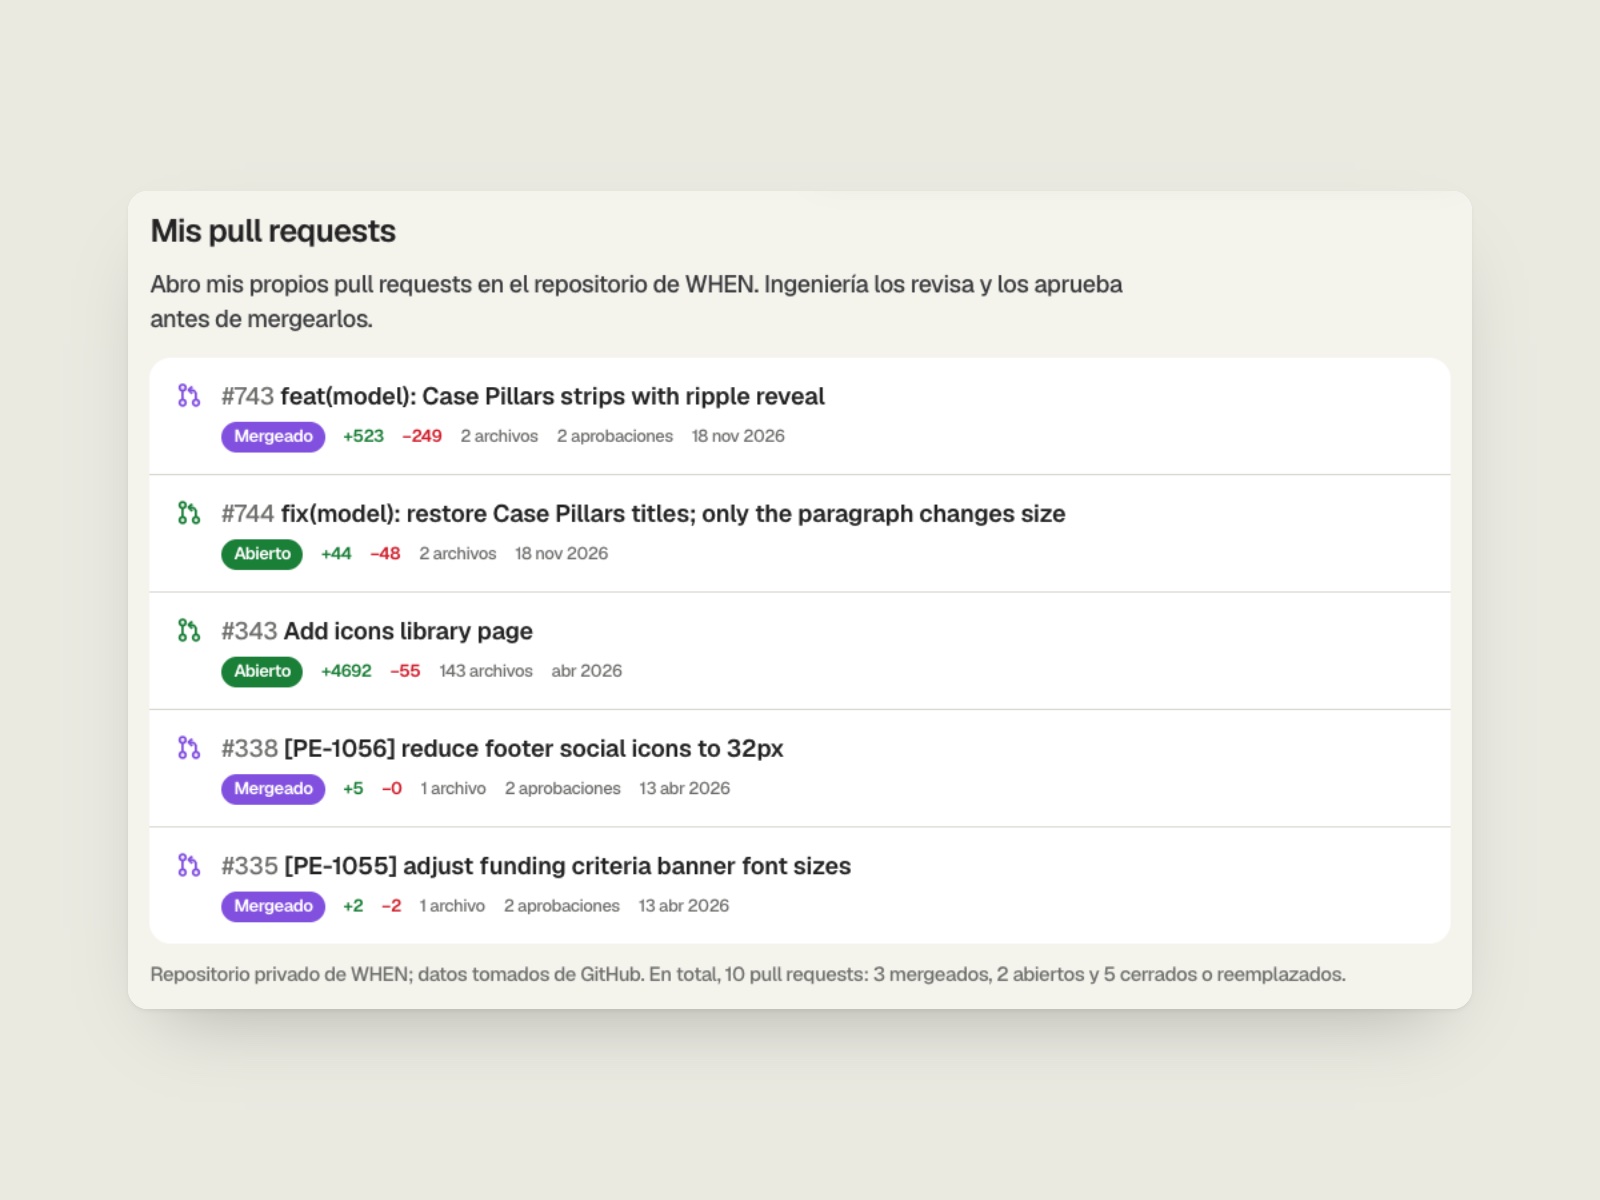 Mis pull requests
Abro mis propios pull requests en el repositorio de WHEN. Ingeniería los revisa y los aprueba
antes de mergearlos.
#743 feat(model): Case Pillars strips with ripple reveal
Mergeado +523 −249 2 archivos 2 aprobaciones 18 nov 2026
#744 fix(model): restore Case Pillars titles; only the paragraph changes size
Abierto +44 −48 2 archivos 18 nov 2026
#343 Add icons library page
Abierto +4692 −55 143 archivos abr 2026
#338 [PE-1056] reduce footer social icons to 32px
Mergeado +5 −0 1 archivo 2 aprobaciones 13 abr 2026
#335 [PE-1055] adjust funding criteria banner font sizes
Mergeado +2 −2 1 archivo 2 aprobaciones 13 abr 2026
Repositorio privado de WHEN; datos tomados de GitHub. En total, 10 pull requests: 3 mergeados, 2 abiertos y 5 cerrados o reemplazados.